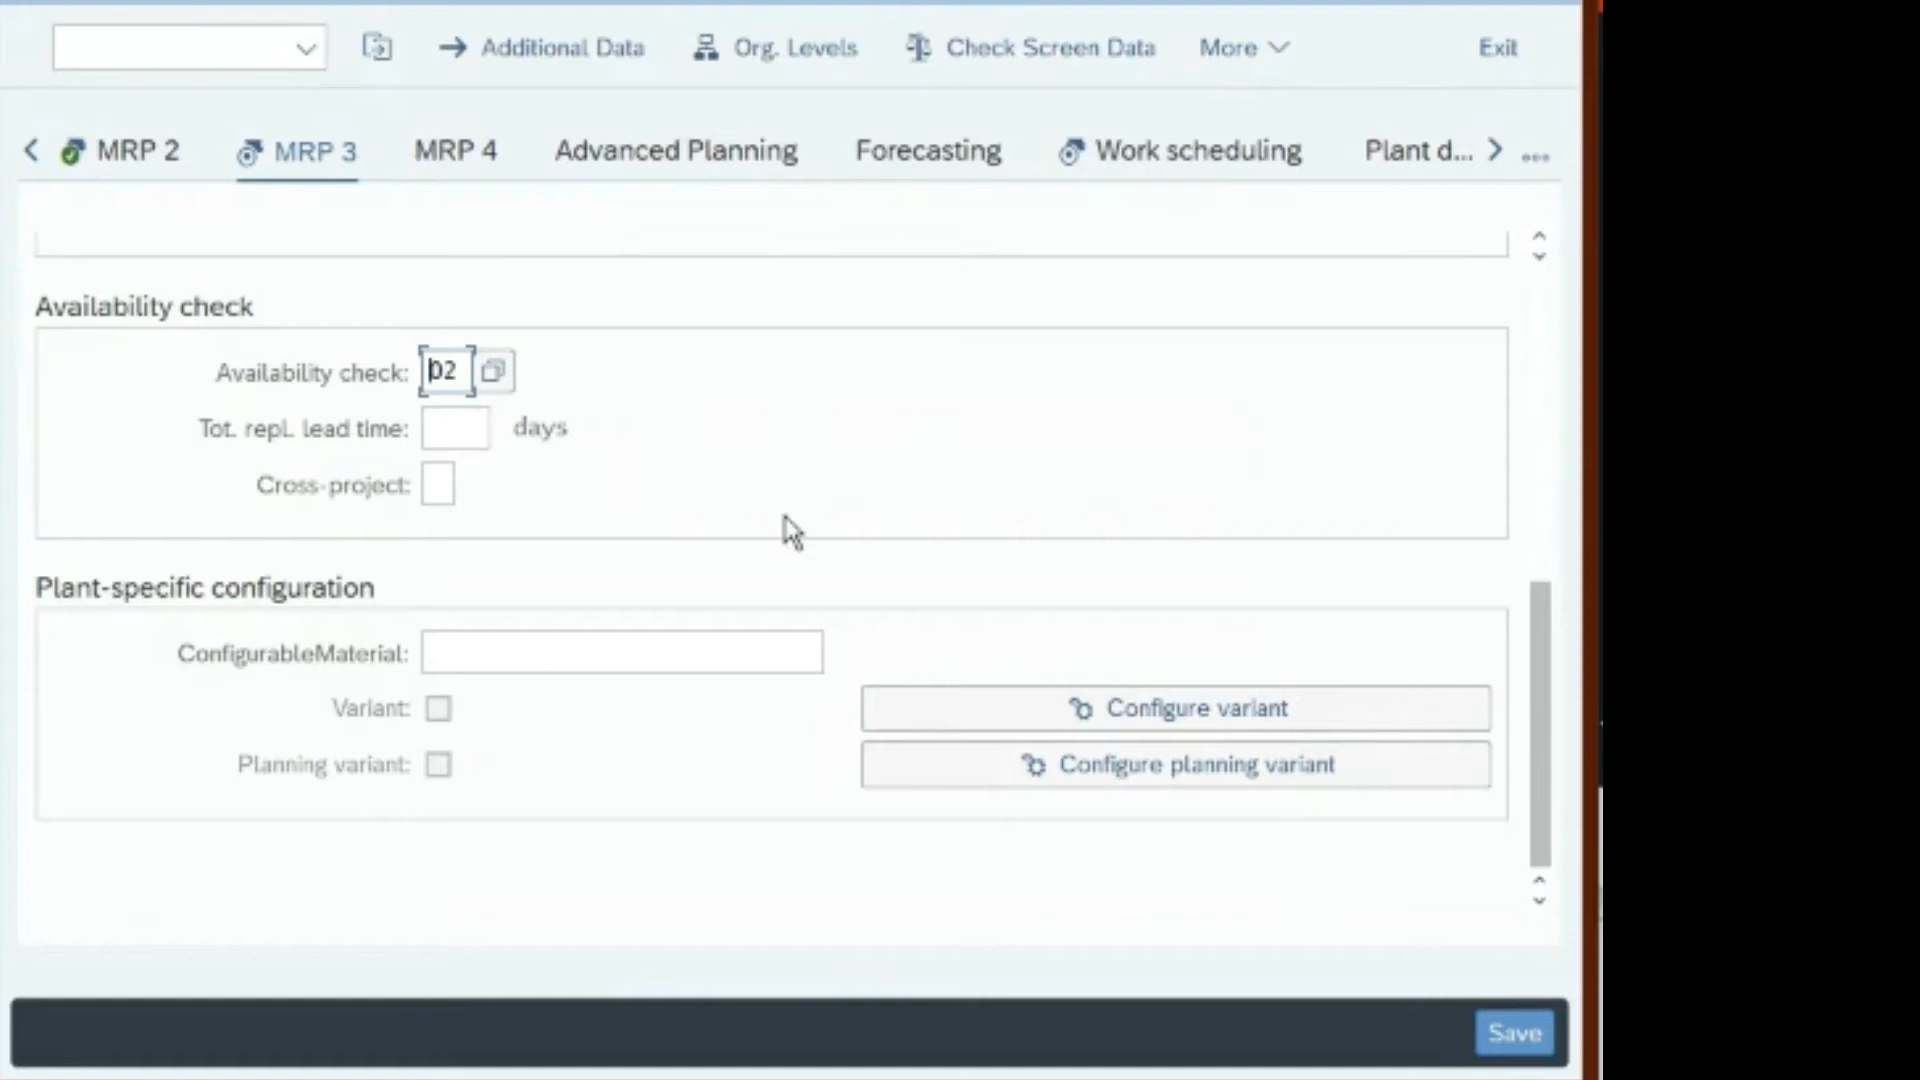 Additional Data Org. Levels Check Screen Data More Exit
MRP 2 MRP 3 MRP 4 Advanced Planning Forecasting Work scheduling Plant d...
Availability check
Availability check: 02
Tot. repl. lead time: days
Cross-project:
Plant-specific configuration
ConfigurableMaterial:
Variant: Configure variant
Planning variant: Configure planning variant
Save